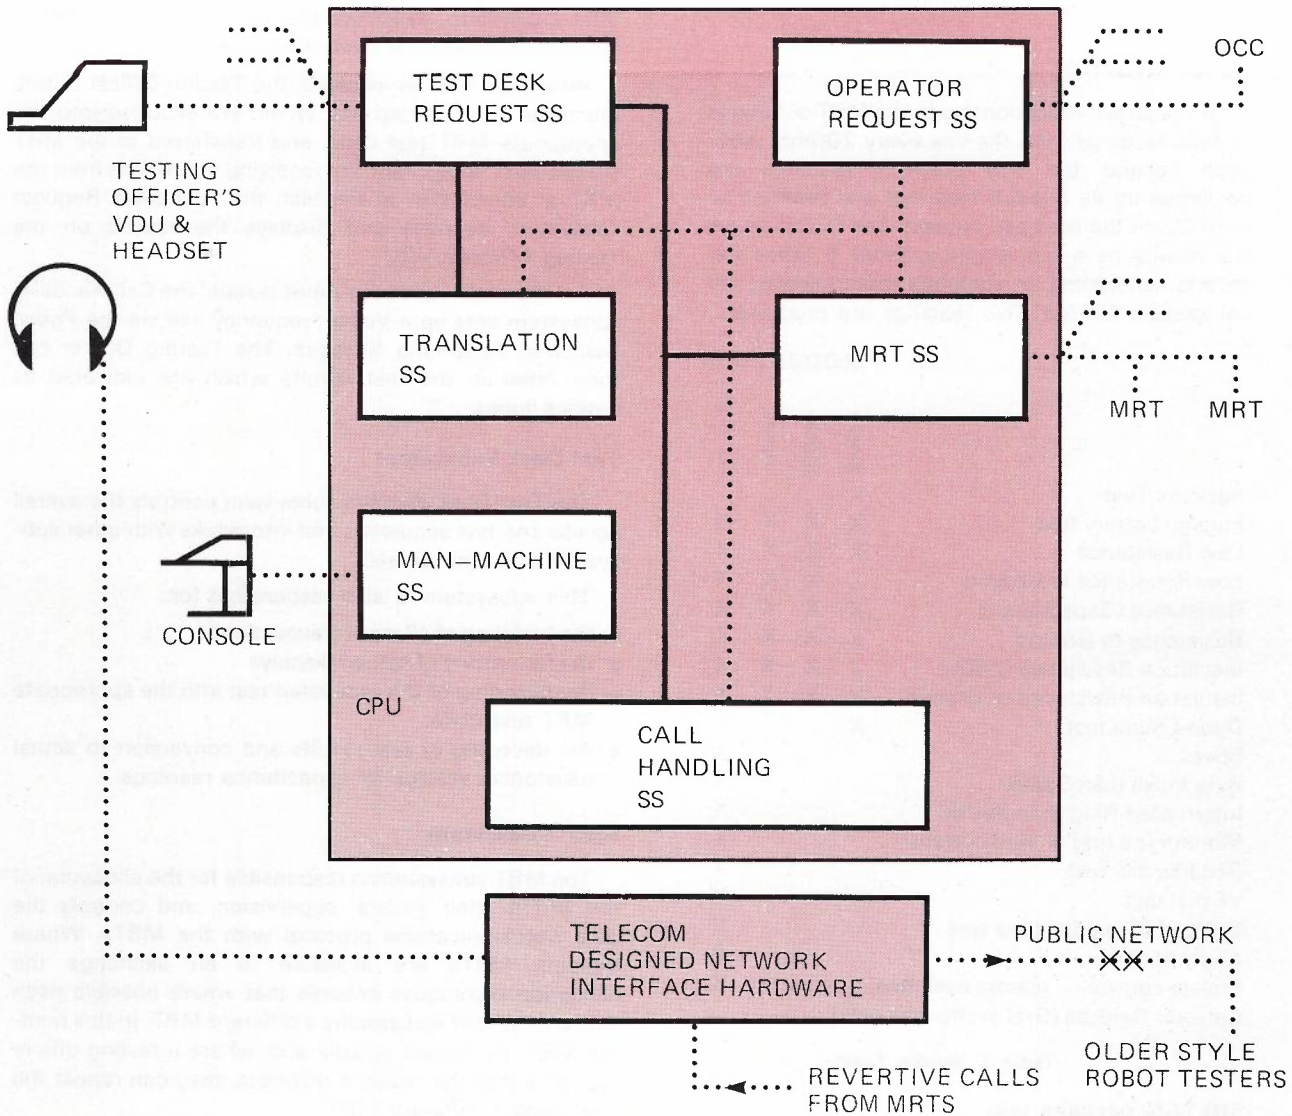 TEST DESK
REQUEST SS
OPERATOR
REQUEST SS
OCC
TESTING
OFFICER'S
VDU &
HEADSET
TRANSLATION
SS
MRT SS
MRT MRT
MAN–MACHINE
SS
CONSOLE
CPU
CALL
HANDLING
SS
TELECOM
DESIGNED NETWORK
INTERFACE HARDWARE
PUBLIC NETWORK
OLDER STYLE
ROBOT TESTERS
REVERTIVE CALLS
FROM MRTS